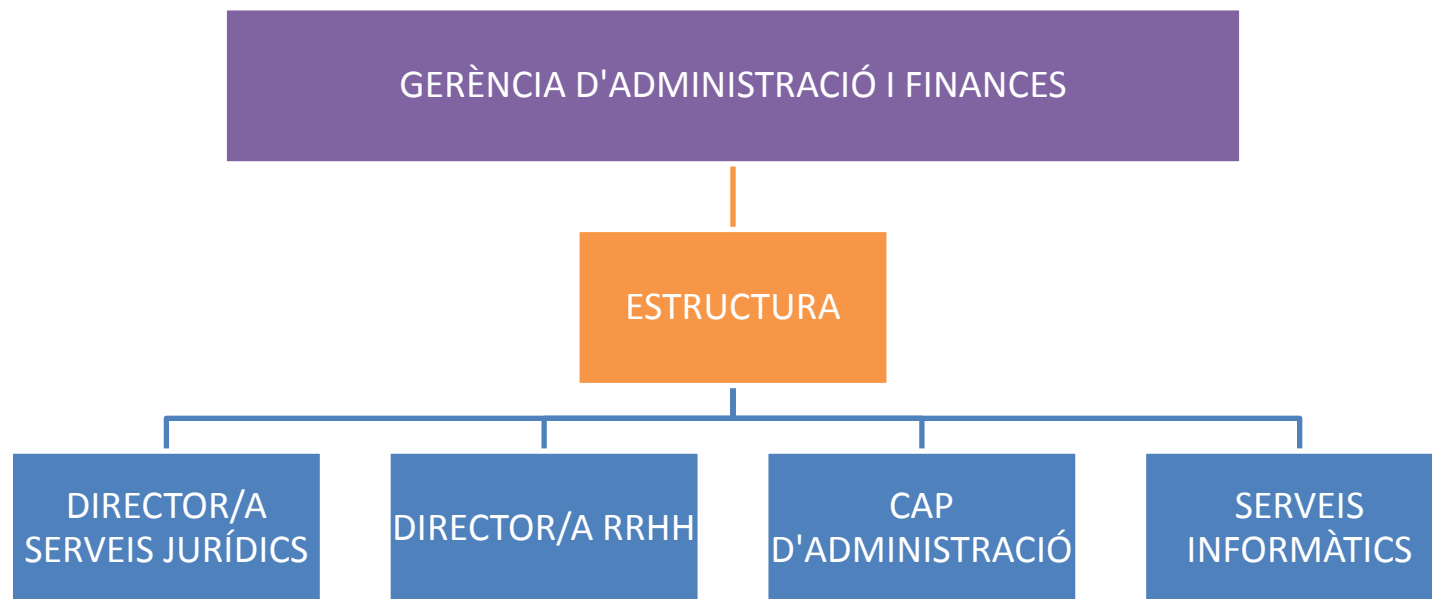 GERÈNCIA D'ADMINISTRACIÓ I FINANCES
ESTRUCTURA
DIRECTOR/A
SERVEIS JURÍDICS
DIRECTOR/A RRHH
CAP
D'ADMINISTRACIÓ
SERVEIS
INFORMÀTICS